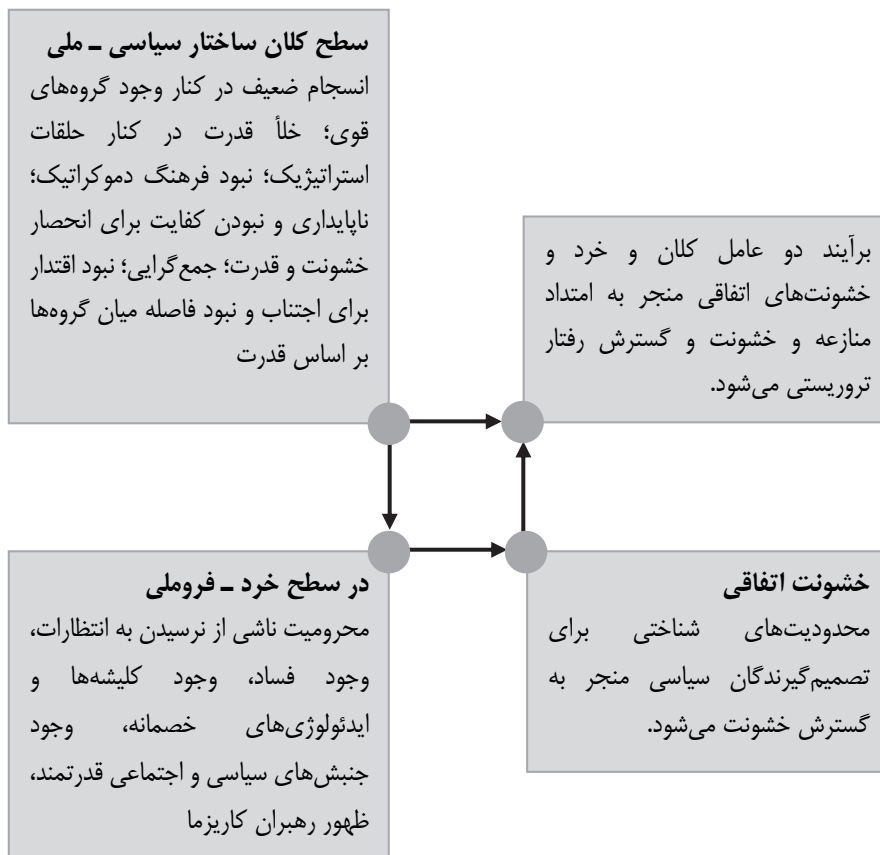 سطح کلان ساختار سیاسی ـ ملی
انسجام ضعیف در کنار وجود گروه‌های
قوی؛ خلأ قدرت در کنار حلقات
استراتیژیک؛ نبود فرهنگ دموکراتیک؛
ناپایداری و نبودن کفایت برای انحصار
خشونت و قدرت؛ جمع‌گرایی؛ نبود اقتدار
برای اجتناب و نبود فاصله میان گروه‌ها
بر اساس قدرت
برآیند دو عامل کلان و خرد و
خشونت‌های اتفاقی منجر به امتداد
منازعه و خشونت و گسترش رفتار
تروریستی می‌شود.
در سطح خرد ـ فروملی
محرومیت ناشی از نرسیدن به انتظارات،
وجود فساد، وجود کلیشه‌ها و
ایدئولوژی‌های خصمانه، وجود
جنبش‌های سیاسی و اجتماعی قدرتمند،
ظهور رهبران کاریزما
خشونت اتفاقی
محدودیت‌های شناختی برای
تصمیم‌گیرندگان سیاسی منجر به
گسترش خشونت می‌شود.